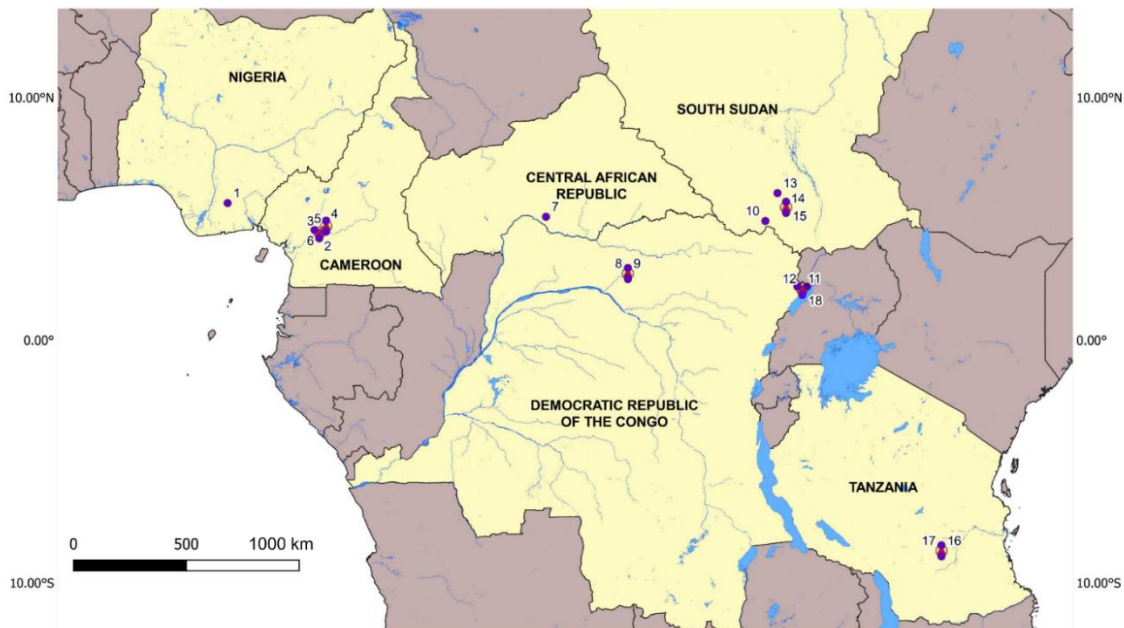 NIGERIA
10.00°N
10.00°N
SOUTH SUDAN
CENTRAL AFRICAN
REPUBLIC
13
14
1
7
5
4
3
10
15
6
2
CAMEROON
8
9
12
11
18
0.00°
0.00°
DEMOCRATIC REPUBLIC
OF THE CONGO
TANZANIA
0
500
1000 km
17
16
10.00°S
10.00°S